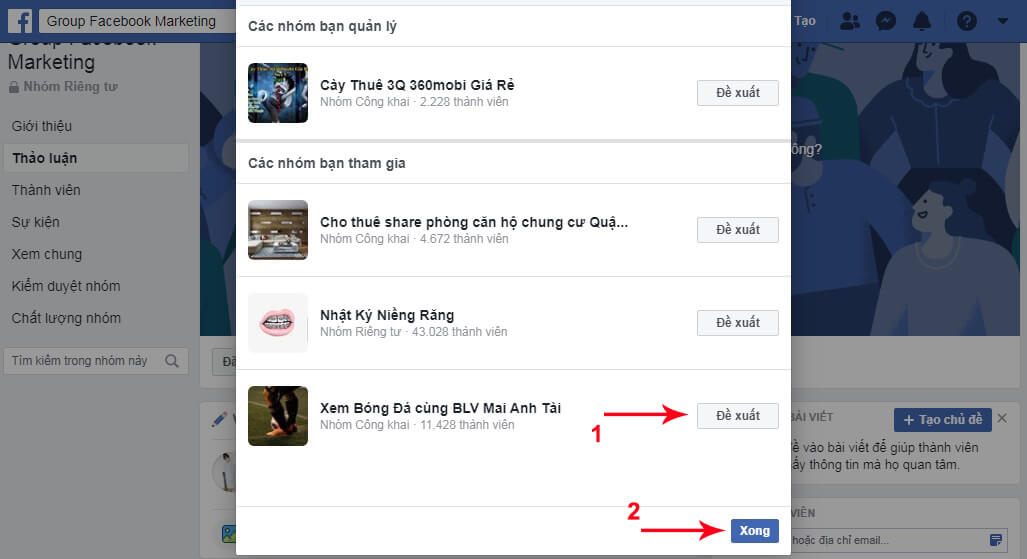 Group Facebook Marketing
Tạo
Group Facebook
Marketing
Nhóm Riêng tư
Giới thiệu
Thảo luận
Thành viên
Sự kiện
Xem chung
Kiểm duyệt nhóm
Chất lượng nhóm
Tìm kiếm trong nhóm này
Các nhóm bạn quản lý
Cày Thuê 3Q 360mobi Giá Rẻ
Nhóm Công khai · 2.228 thành viên
Đề xuất
Các nhóm bạn tham gia
Cho thuê share phòng căn hộ chung cư Quậ...
Nhóm Công khai · 4.672 thành viên
Đề xuất
Nhật Ký Niềng Răng
Nhóm Riêng tư · 43.028 thành viên
Đề xuất
Xem Bóng Đá cùng BLV Mai Anh Tài
Nhóm Công khai · 11.428 thành viên
1
Đề xuất
2
Xong
ông?
BÀI VIẾT
+ Tạo chủ đề
đề vào bài viết để giúp thành viên
ấy thông tin mà họ quan tâm.
VIÊN
hoặc địa chỉ email...